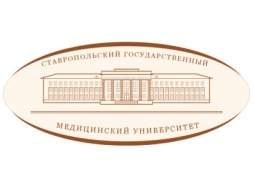 СТАВРОПОЛЬСКИЙ ГОСУДАРСТВЕННЫЙ
МЕДИЦИНСКИЙ УНИВЕРСИТЕТ